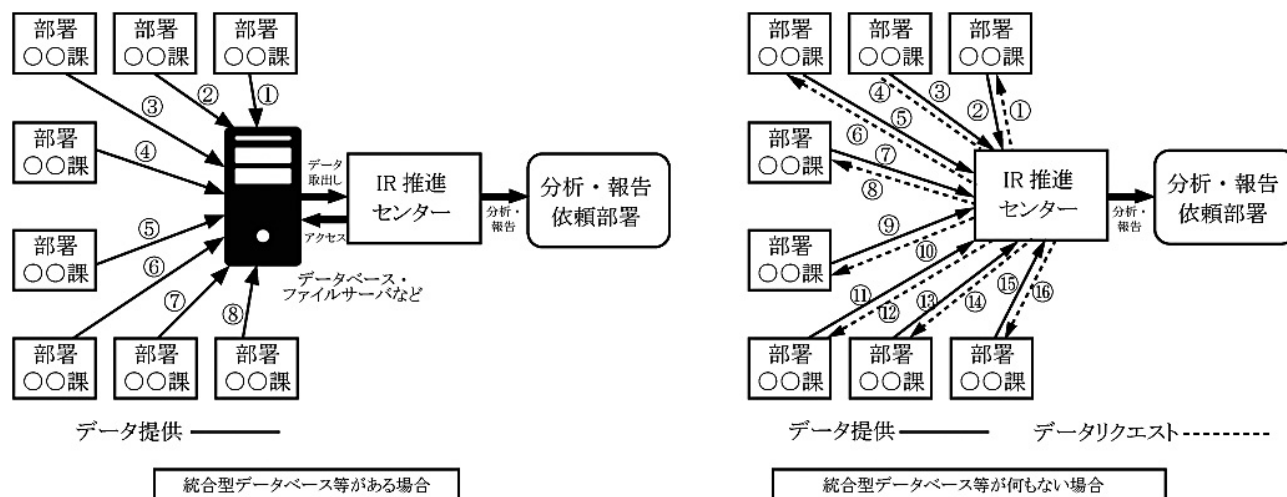 部署
○○課
部署
○○課
部署
○○課
③
②
①
部署
○○課
④
データ
取出し
IR 推進
センター
分析・
報告
分析・報告
依頼部署
アクセス
部署
○○課
⑤
⑥
⑦
⑧
データベース・
ファイルサーバなど
部署
○○課
部署
○○課
部署
○○課
データ提供
統合型データベース等がある場合
部署
○○課
部署
○○課
部署
○○課
④
③
②
①
⑤
⑥
部署
○○課
⑦
⑧
IR 推進
センター
分析・
報告
分析・報告
依頼部署
部署
○○課
⑨
⑩
⑪
⑫
⑬
⑭
⑮
⑯
部署
○○課
部署
○○課
部署
○○課
データ提供
データリクエスト
統合型データベース等が何もない場合